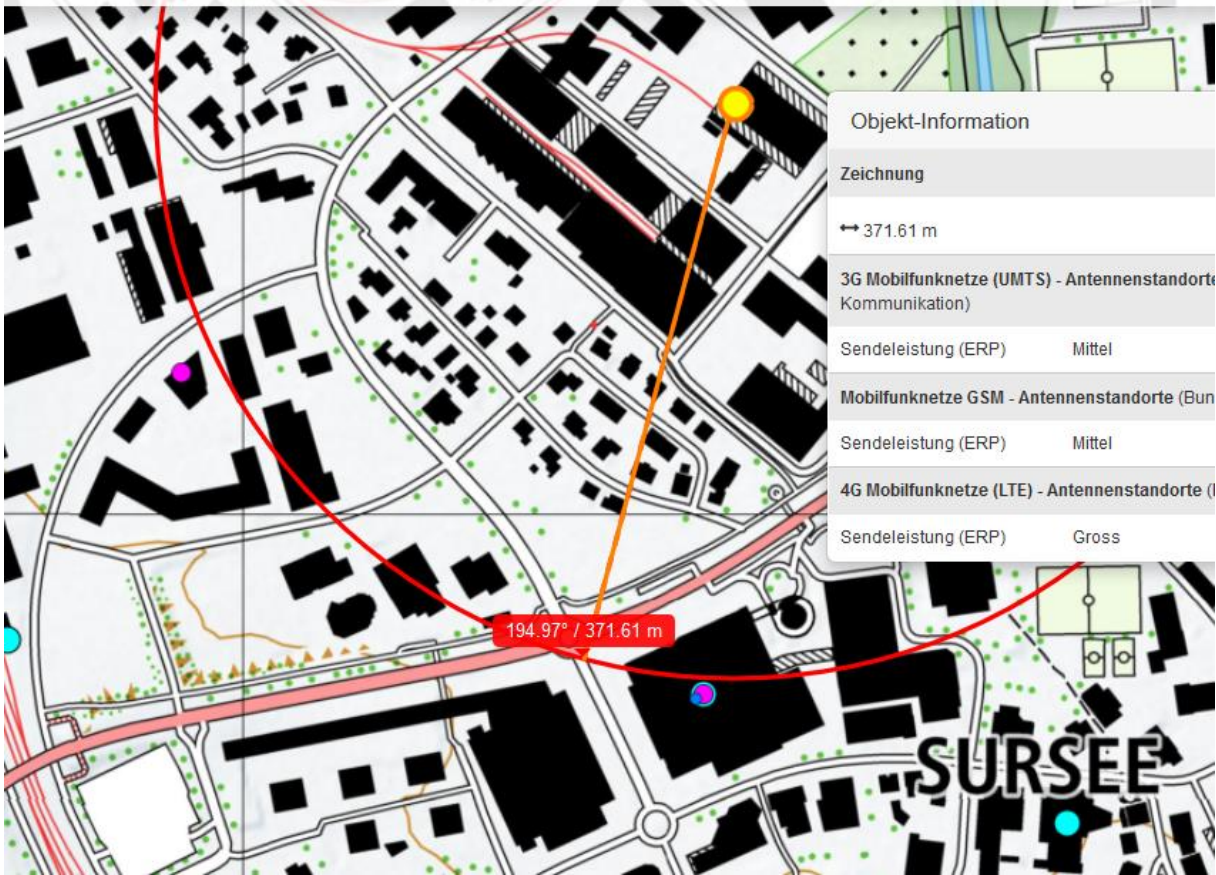 Objekt-Information
Zeichnung
↔ 371.61 m
3G Mobilfunknetze (UMTS) - Antennenstandorte
Kommunikation)
Sendeleistung (ERP) Mittel
Mobilfunknetze GSM - Antennenstandorte (Bun
Sendeleistung (ERP) Mittel
4G Mobilfunknetze (LTE) - Antennenstandorte (
Sendeleistung (ERP) Gross
194.97° / 371.61 m
SURSEE